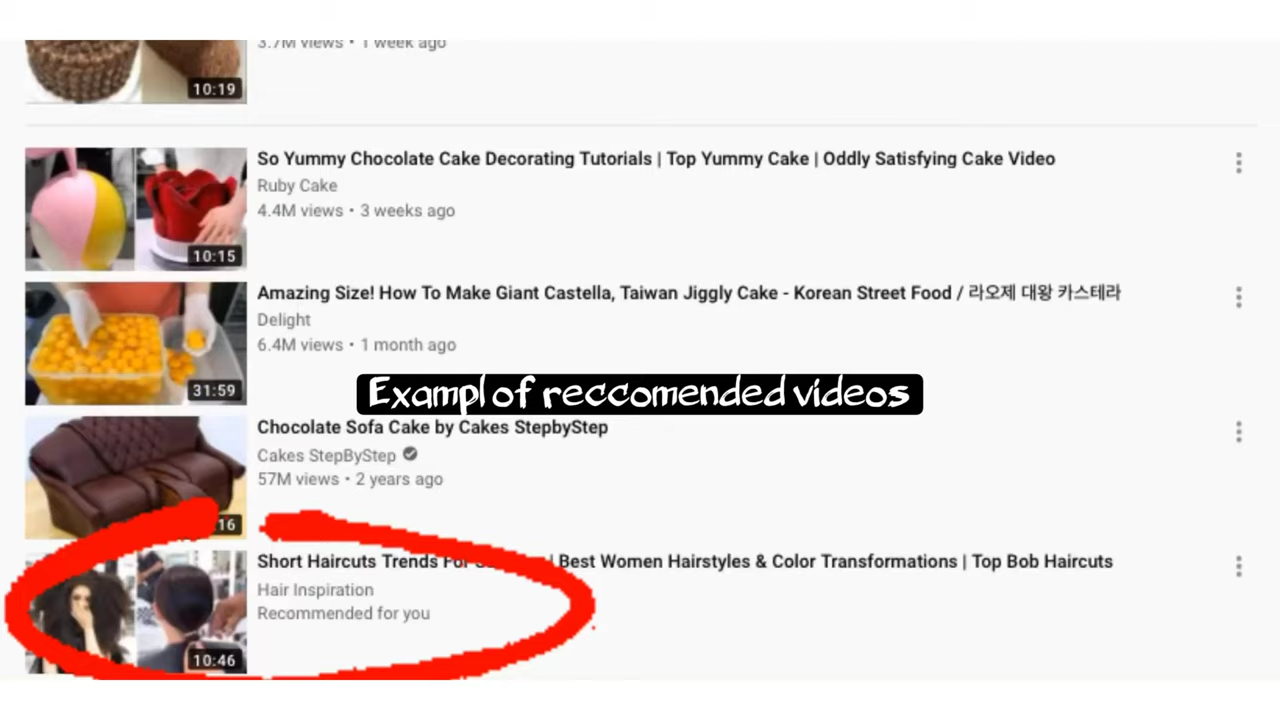 3.7M views • 1 week ago
10:19
So Yummy Chocolate Cake Decorating Tutorials | Top Yummy Cake | Oddly Satisfying Cake Video
Ruby Cake
4.4M views • 3 weeks ago
10:15
Amazing Size! How To Make Giant Castella, Taiwan Jiggly Cake - Korean Street Food / 라오제 대왕 카스테라
Delight
6.4M views • 1 month ago
31:59
Exampl of reccomended videos
Chocolate Sofa Cake by Cakes StepbyStep
Cakes StepByStep
57M views • 2 years ago
16
Short Haircuts Trends For | Best Women Hairstyles & Color Transformations | Top Bob Haircuts
Hair Inspiration
Recommended for you
10:46